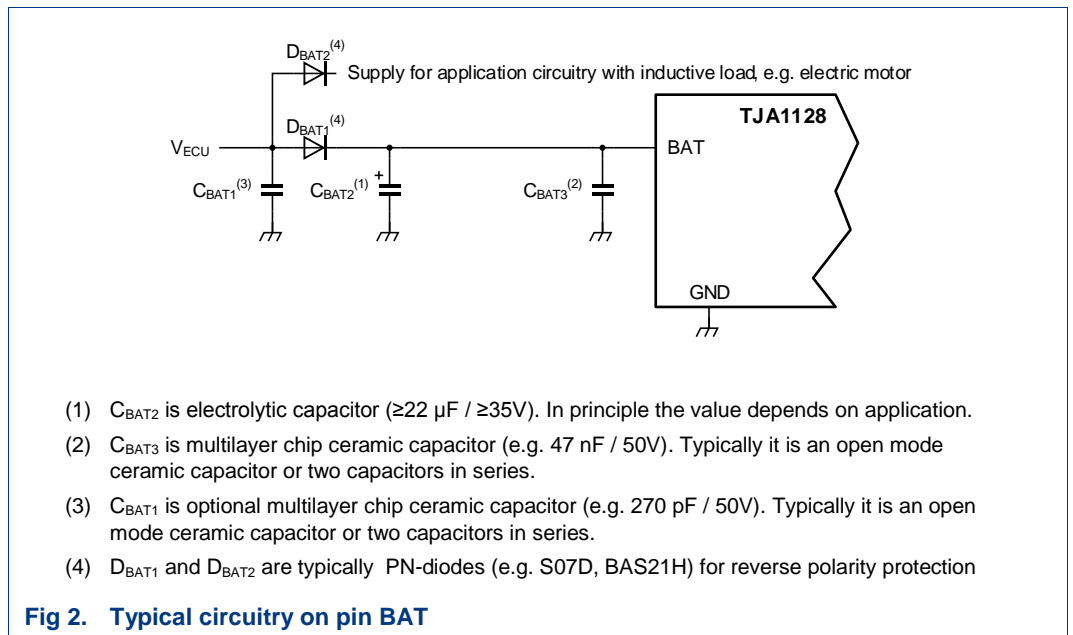 DBAT2(4)
Supply for application circuitry with inductive load, e.g. electric motor
TJA1128
DBAT1(4)
VECU
BAT
CBAT1(3)
CBAT2(1)
+
CBAT3(2)
GND
(1) CBAT2 is electrolytic capacitor (≥22 µF / ≥35V). In principle the value depends on application.
(2) CBAT3 is multilayer chip ceramic capacitor (e.g. 47 nF / 50V). Typically it is an open mode
ceramic capacitor or two capacitors in series.
(3) CBAT1 is optional multilayer chip ceramic capacitor (e.g. 270 pF / 50V). Typically it is an open
mode ceramic capacitor or two capacitors in series.
(4) DBAT1 and DBAT2 are typically PN-diodes (e.g. S07D, BAS21H) for reverse polarity protection
Fig 2. Typical circuitry on pin BAT